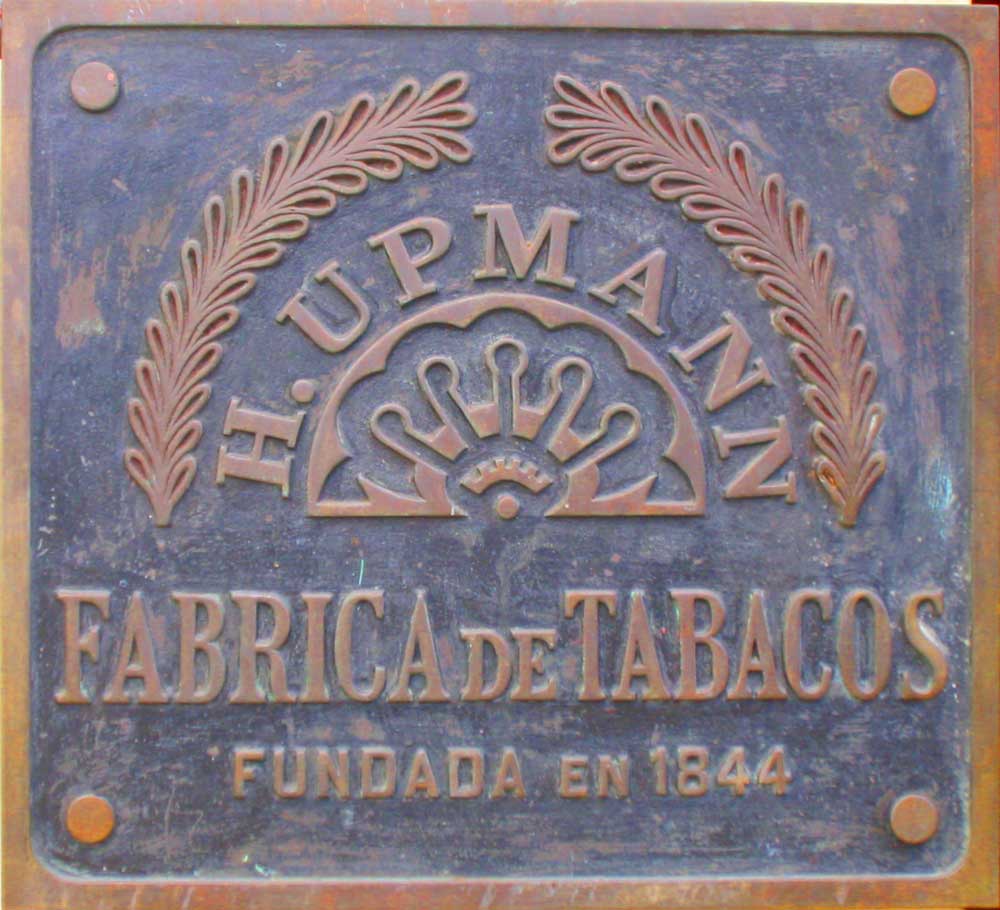 H. UPMANN
FABRICA DE TABACOS
FUNDADA EN 1844